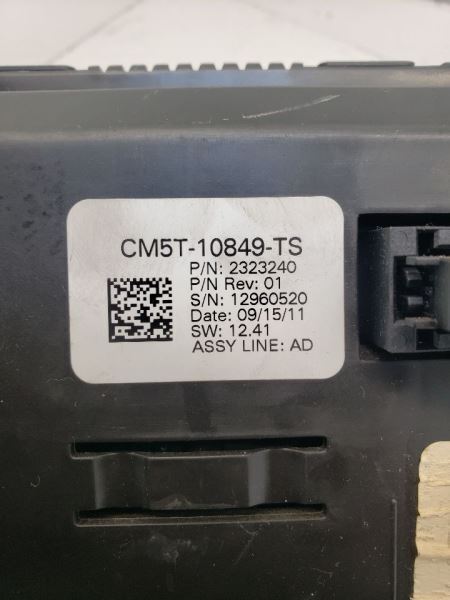 CM5T-10849-TS
P/N: 2323240
P/N Rev: 01
S/N: 12960520
Date: 09/15/11
SW: 12.41
ASSY LINE: AD